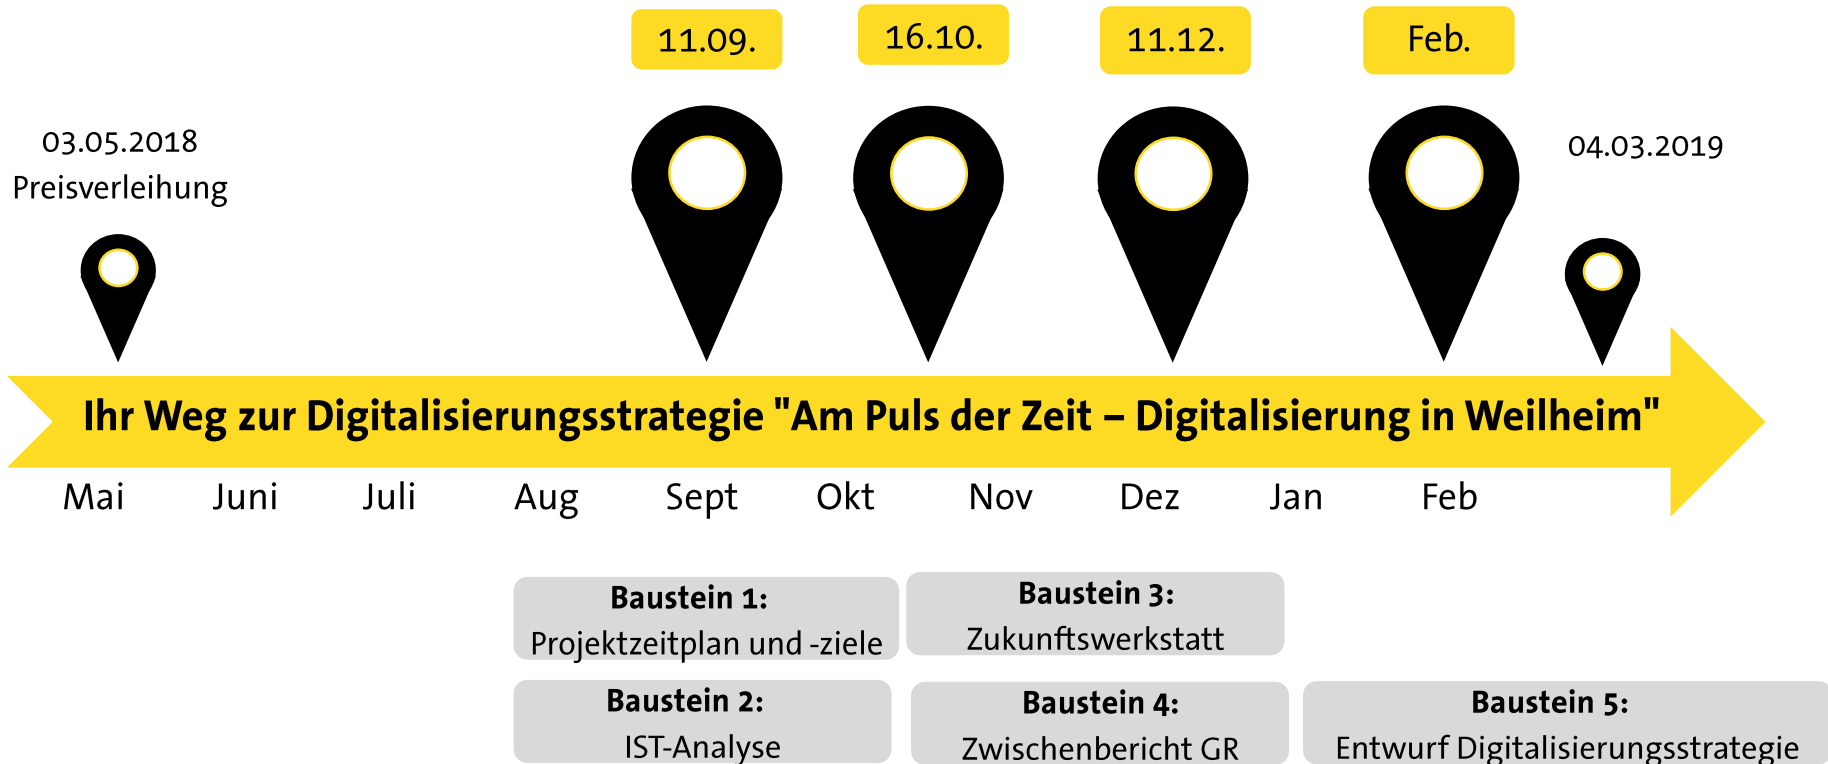 11.09.
16.10.
11.12.
Feb.
03.05.2018
Preisverleihung
04.03.2019
Ihr Weg zur Digitalisierungsstrategie "Am Puls der Zeit – Digitalisierung in Weilheim"
Mai Juni Juli Aug Sept Okt Nov Dez Jan Feb
Baustein 1:
Projektzeitplan und -ziele
Baustein 3:
Zukunftswerkstatt
Baustein 2:
IST-Analyse
Baustein 4:
Zwischenbericht GR
Baustein 5:
Entwurf Digitalisierungsstrategie